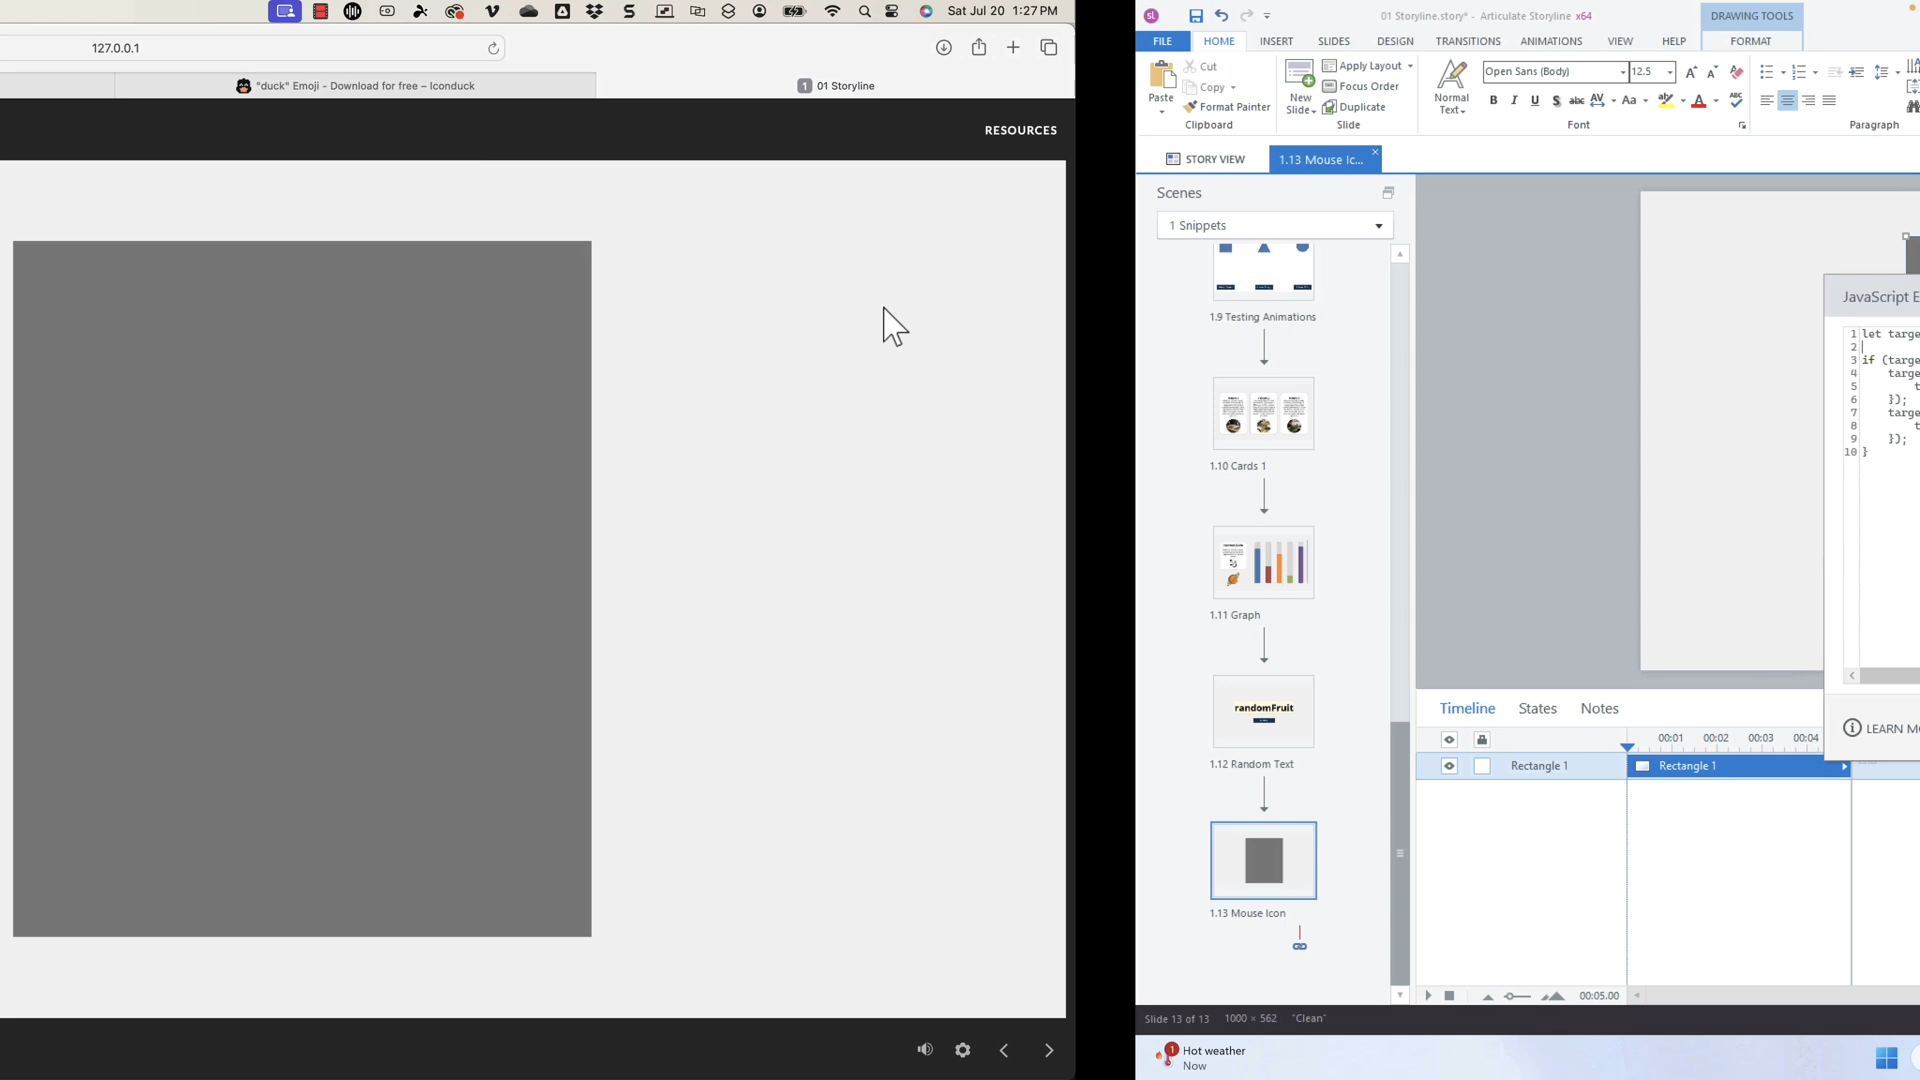 Sat Jul 20 1:27 PM
127.0.0.1
"duck" Emoji - Download for free – Iconduck
1 01 Storyline
RESOURCES
sl
01 Storyline.story* - Articulate Storyline x64
DRAWING TOOLS
FILE HOME INSERT SLIDES DESIGN TRANSITIONS ANIMATIONS VIEW HELP FORMAT
Paste
Cut
Copy
Format Painter
Clipboard
New Slide
Apply Layout
Focus Order
Duplicate
Slide
Normal Text
Open Sans (Body) 12.5
B I U S abc AV Aa A
Font
Paragraph
STORY VIEW
1.13 Mouse Ic...
Scenes
1 Snippets
1.9 Testing Animations
1.10 Cards 1
1.11 Graph
randomFruit
1.12 Random Text
1.13 Mouse Icon
JavaScript E
1 let targe
2
3 if (targe
4 targe
5 t
6 });
7 targe
8 t
9 });
10 }
LEARN MO
Timeline States Notes
00:01 00:02 00:03 00:04
Rectangle 1 Rectangle 1
00:05.00
Slide 13 of 13 1000 × 562 "Clean"
1 Hot weather
Now